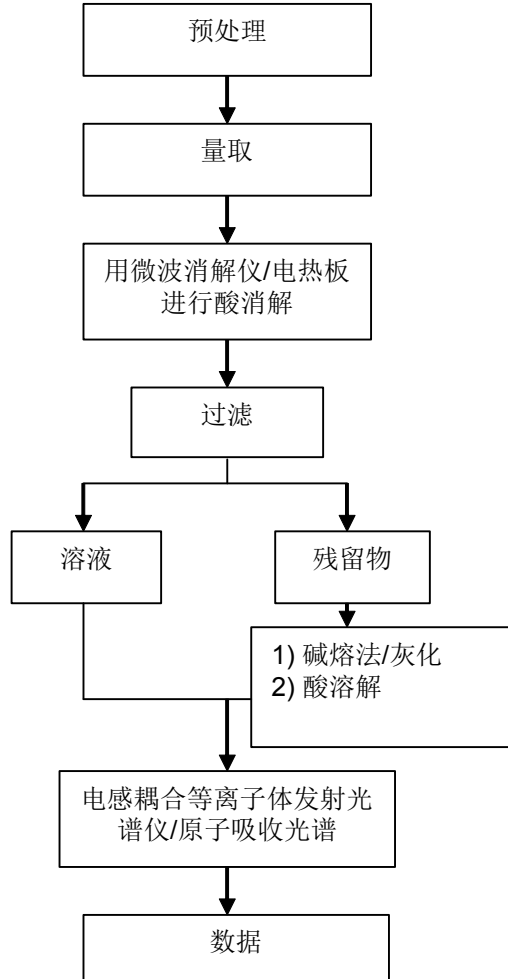 预处理
量取
用微波消解仪/电热板
进行酸消解
过滤
溶液
残留物
1) 碱熔法/灰化
2) 酸溶解
电感耦合等离子体发射光
谱仪/原子吸收光谱
数据